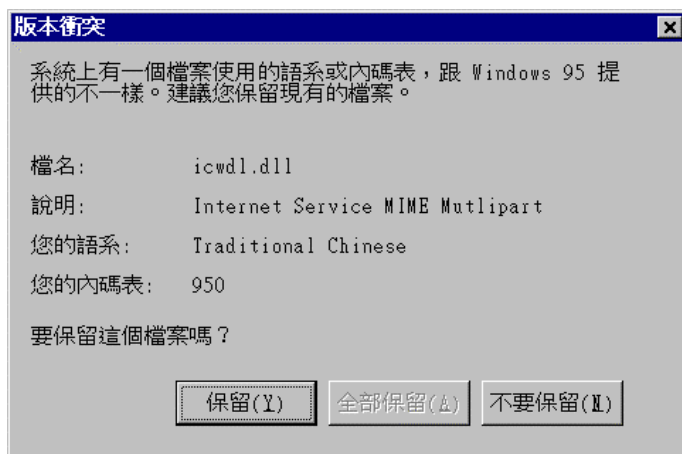 版本衝突
系統上有一個檔案使用的語系或內碼表，跟 Windows 95 提
供的不一樣。建議您保留現有的檔案。
檔名: icwdl.dll
說明: Internet Service MIME Mutlipart
您的語系: Traditional Chinese
您的內碼表: 950
要保留這個檔案嗎？
保留(Y) 全部保留(A) 不要保留(N)